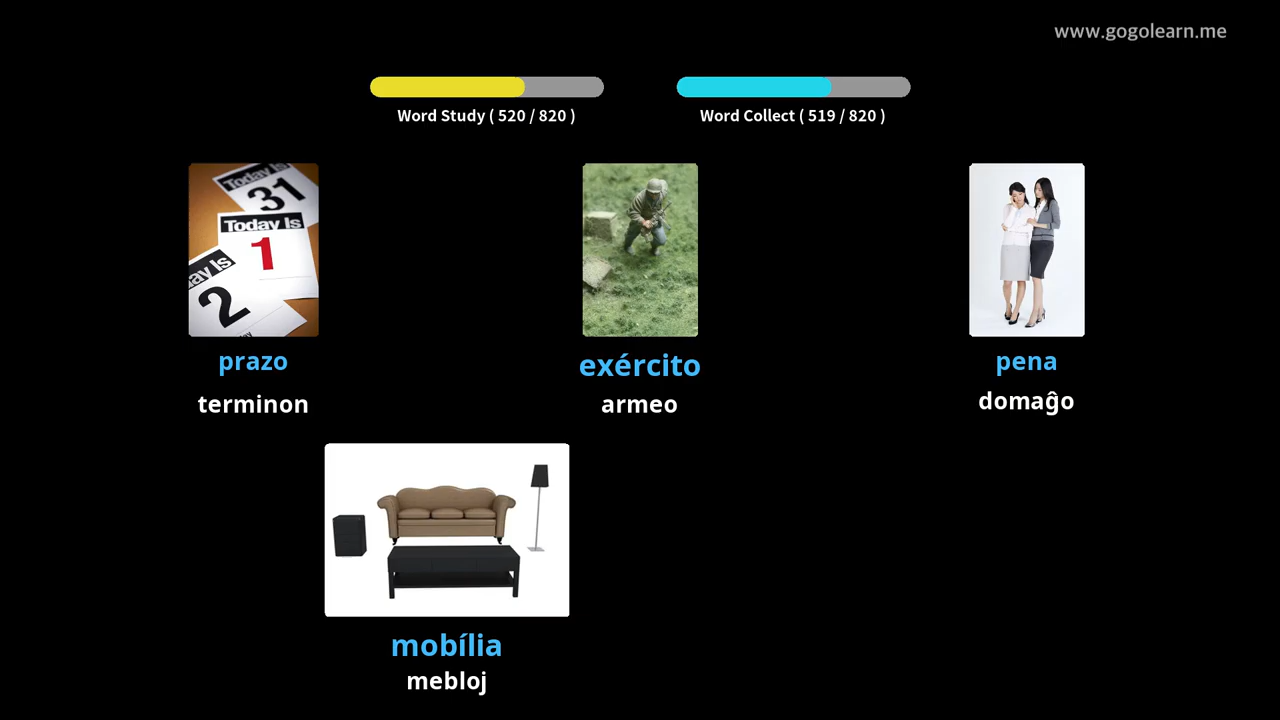 www.gogolearn.me
Word Study ( 520 / 820 )
Word Collect ( 519 / 820 )
Today Is
31
Today Is
1
ay Is
2
prazo
exército
pena
terminon
armeo
domaĝo
mobília
mebloj